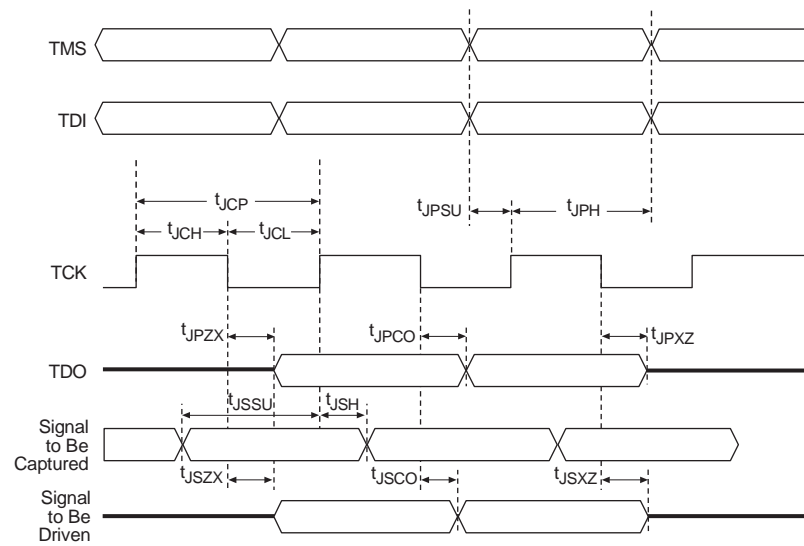 TMS
TDI
tJCP
tJPSU
tJPH
tJCH
tJCL
TCK
tJPZX
tJPCO
tJPXZ
TDO
tJSSU
tJSH
Signal
to Be
Captured
tJSZX
tJSCO
tJSXZ
Signal
to Be
Driven